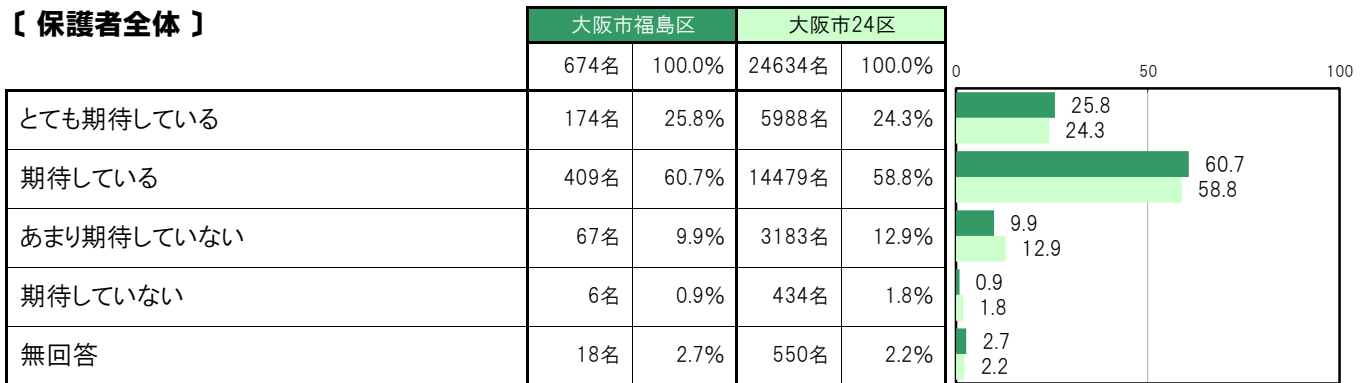 〔 保護者全体 〕
大阪市福島区 大阪市24区
674名 100.0% 24634名 100.0%
0 50 100
とても期待している 174名 25.8% 5988名 24.3%
25.8
24.3
期待している 409名 60.7% 14479名 58.8%
60.7
58.8
あまり期待していない 67名 9.9% 3183名 12.9%
9.9
12.9
期待していない 6名 0.9% 434名 1.8%
0.9
1.8
無回答 18名 2.7% 550名 2.2%
2.7
2.2